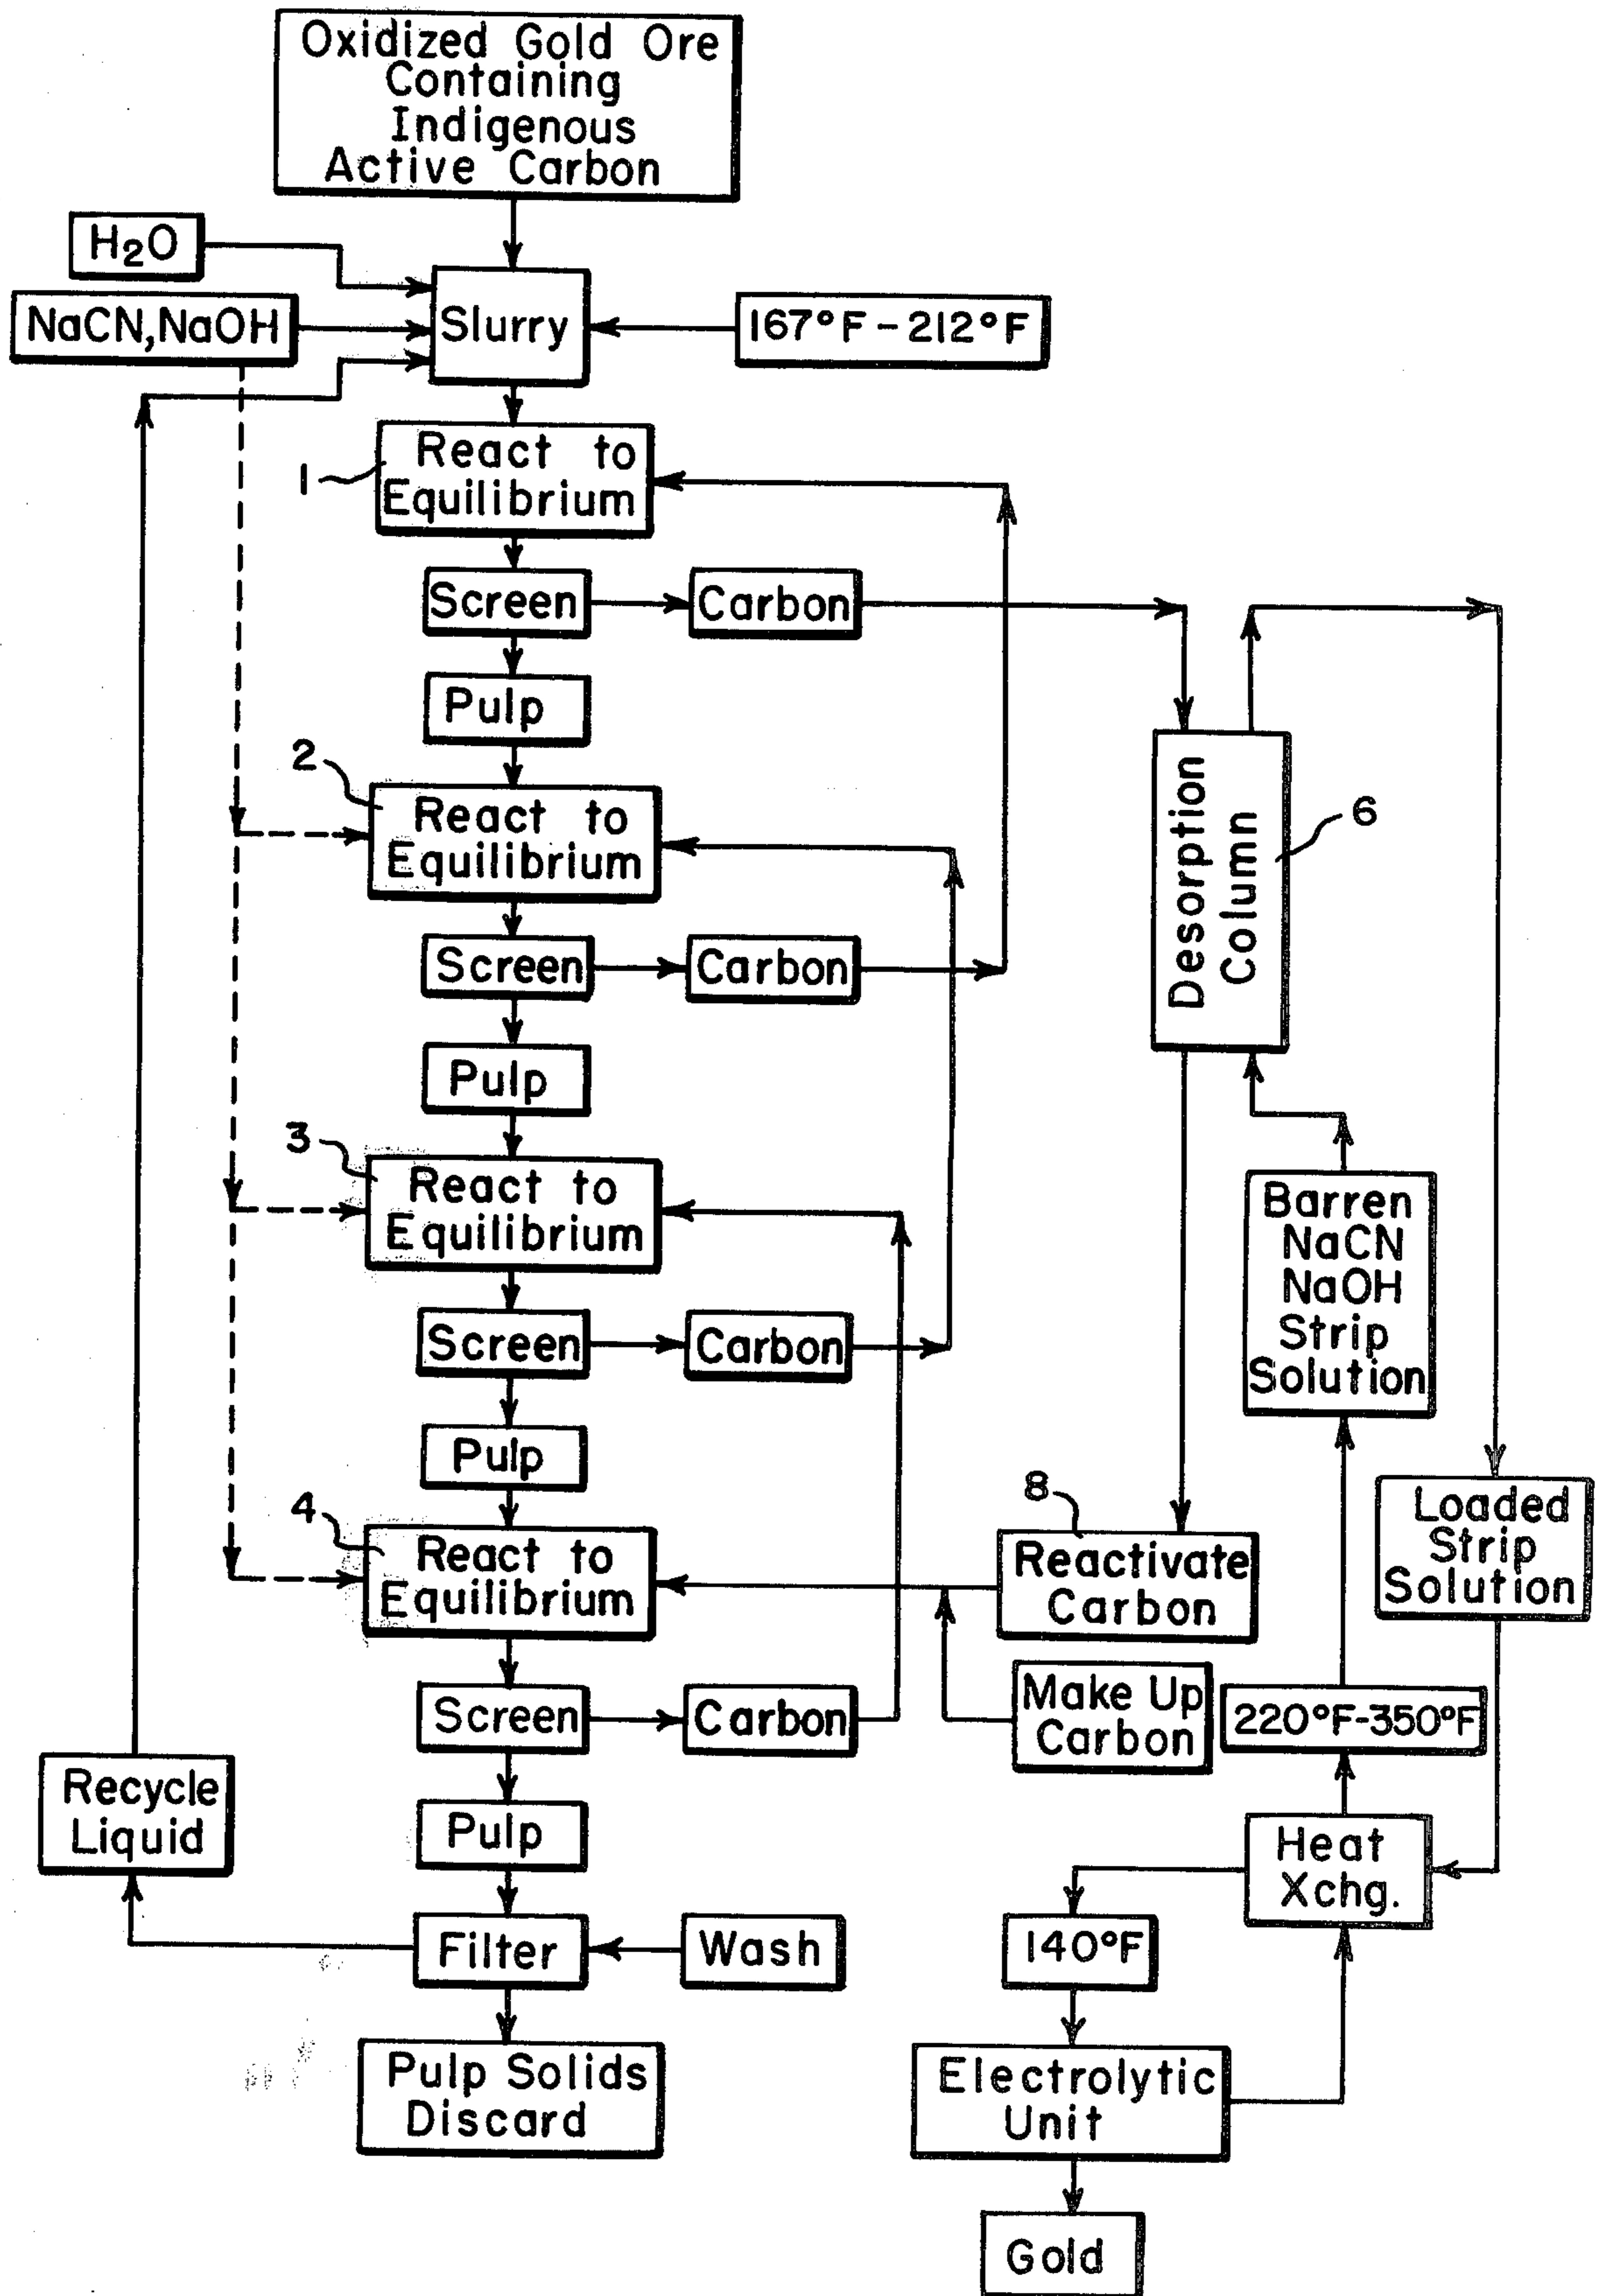 Oxidized Gold Ore
Containing
Indigenous
Active Carbon
H₂O
NaCN,NaOH
Slurry
167°F-212°F
1
React to
Equilibrium
Screen
Carbon
Pulp
2
React to
Equilibrium
Desorption
Column
6
Screen
Carbon
Pulp
3
React to
Equilibrium
Barren
NaCN
NaOH
Strip
Solution
Screen
Carbon
Pulp
4
React to
Equilibrium
8
Reactivate
Carbon
Loaded
Strip
Solution
Screen
Carbon
Make Up
Carbon
220°F-350°F
Recycle
Liquid
Pulp
Heat
Xchg.
Filter
Wash
140°F
Pulp Solids
Discard
Electrolytic
Unit
Gold